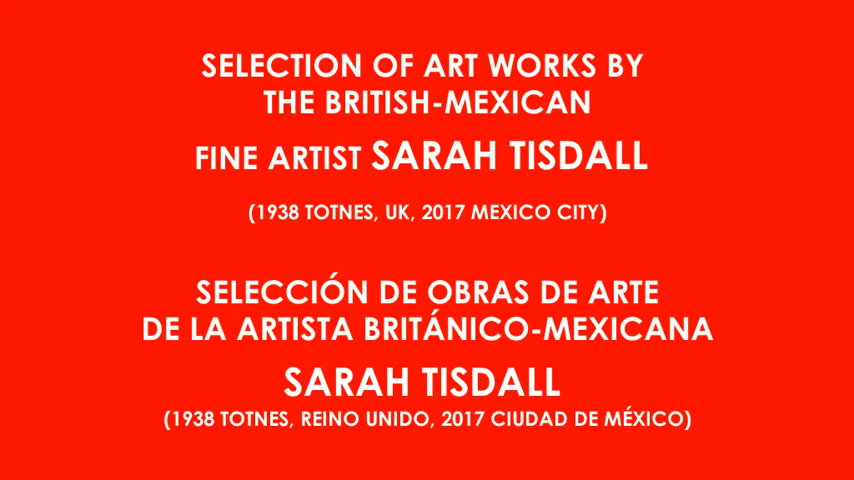 SELECTION OF ART WORKS BY
THE BRITISH-MEXICAN
FINE ARTIST SARAH TISDALL
(1938 TOTNES, UK, 2017 MEXICO CITY)
SELECCIÓN DE OBRAS DE ARTE
DE LA ARTISTA BRITÁNICO-MEXICANA
SARAH TISDALL
(1938 TOTNES, REINO UNIDO, 2017 CIUDAD DE MÉXICO)